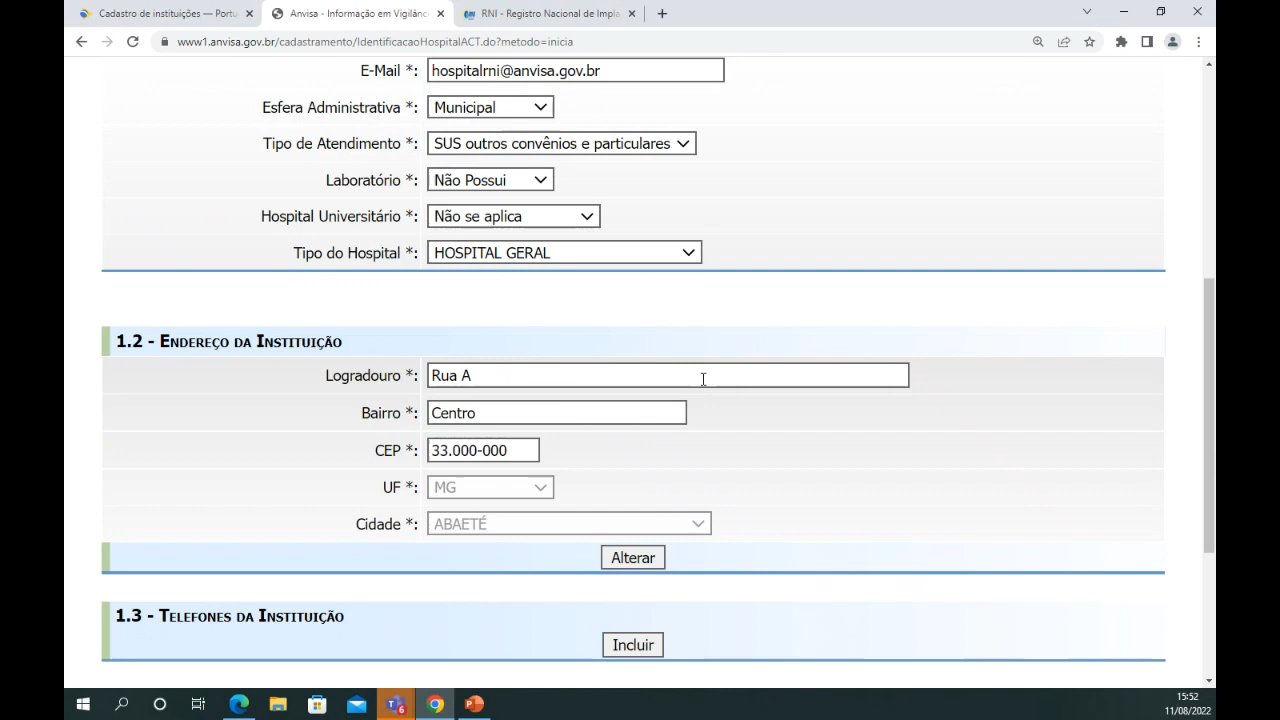 Cadastro de instituições — Portu
Anvisa - Informação em Vigilânc
RNI - Registro Nacional de Impla
www1.anvisa.gov.br/cadastramento/IdentificacaoHospitalACT.do?metodo=inicia
E-Mail *: hospitalrni@anvisa.gov.br
Esfera Administrativa *: Municipal
Tipo de Atendimento *: SUS outros convênios e particulares
Laboratório *: Não Possui
Hospital Universitário *: Não se aplica
Tipo do Hospital *: HOSPITAL GERAL
1.2 - Endereço da Instituição
Logradouro *: Rua A
Bairro *: Centro
CEP *: 33.000-000
UF *: MG
Cidade *: ABAETÉ
Alterar
1.3 - Telefones da Instituição
Incluir
6
15:52
11/08/2022